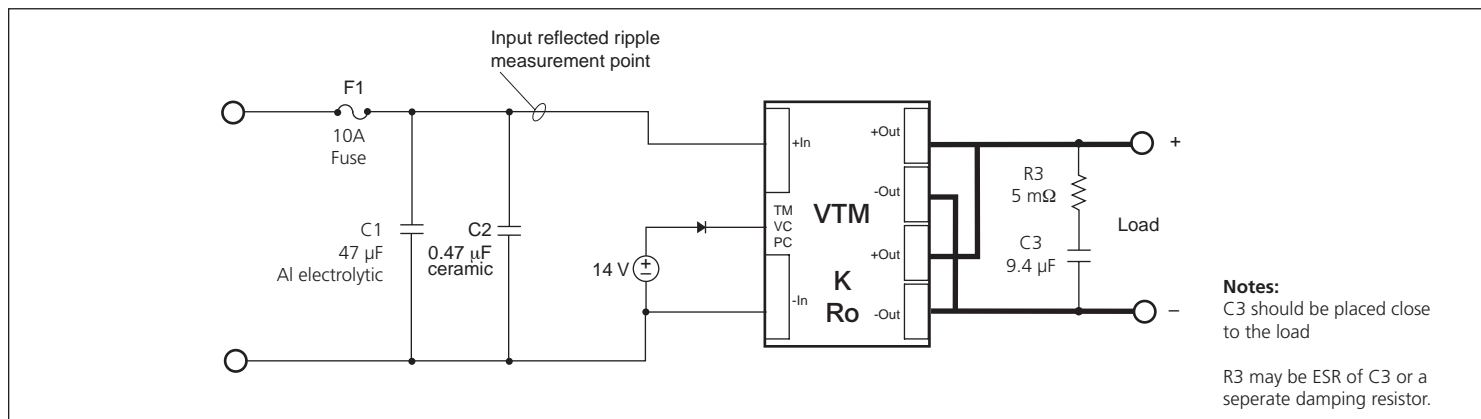 Input reflected ripple
measurement point
F1
10A
Fuse
C1
47 µF
Al electrolytic
C2
0.47 µF
ceramic
14 V
+In
TM
VC
PC
-In
VTM
K
Ro
+Out
-Out
+Out
-Out
+
R3
5 mΩ
Load
C3
9.4 µF
–
Notes:
C3 should be placed close
to the load
R3 may be ESR of C3 or a
seperate damping resistor.